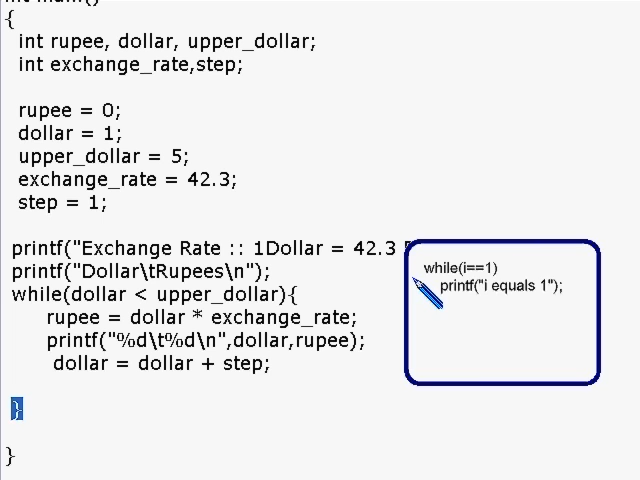 {
int rupee, dollar, upper_dollar;
int exchange_rate,step;
rupee = 0;
dollar = 1;
upper_dollar = 5;
exchange_rate = 42.3;
step = 1;
printf("Exchange Rate :: 1Dollar = 42.3
printf("Dollar\tRupees\n");
while(dollar < upper_dollar){
rupee = dollar * exchange_rate;
printf("%d\t%d\n",dollar,rupee);
dollar = dollar + step;
}
}
while(i==1)
printf("i equals 1");